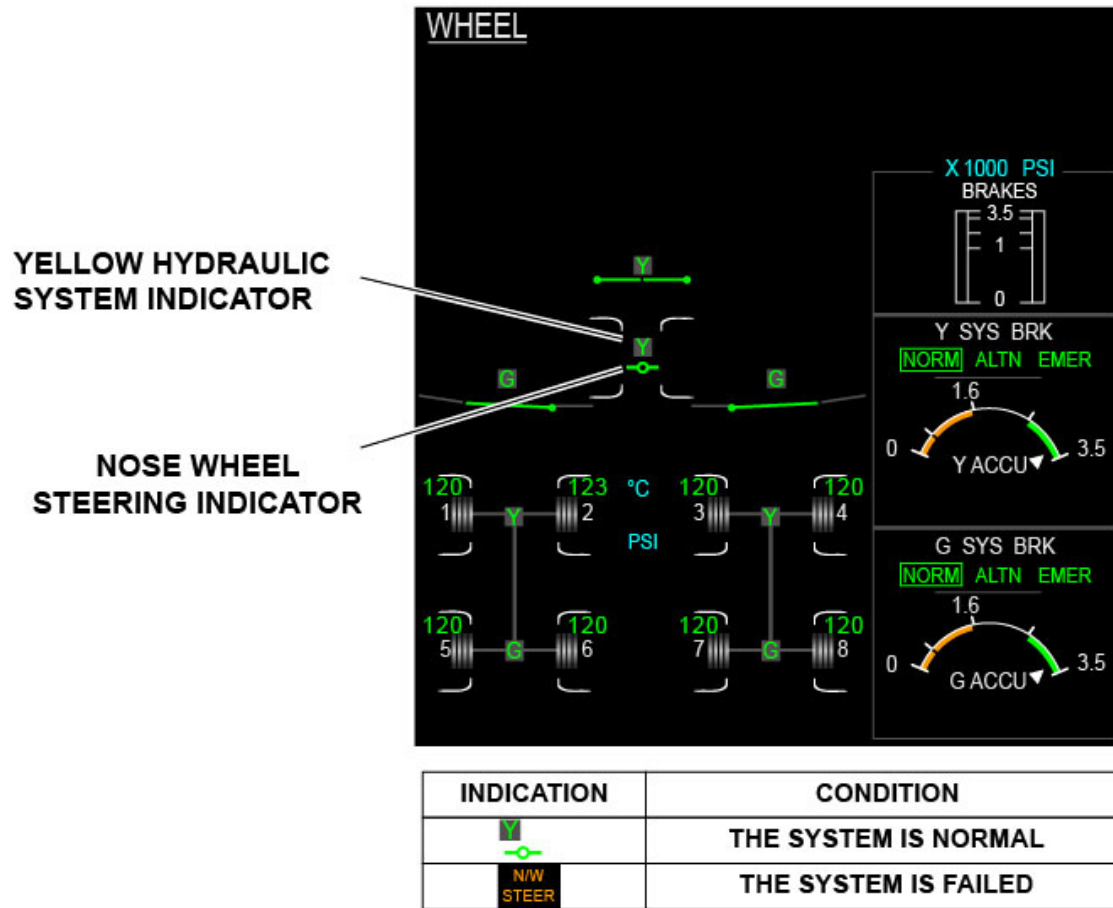 WHEEL
X 1000 PSI
BRAKES
3.5
1
0
YELLOW HYDRAULIC
SYSTEM INDICATOR
Y
Y
G
G
NOSE WHEEL
STEERING INDICATOR
Y SYS BRK
NORM ALTN EMER
1.6
0
3.5
Y ACCU
120 123 °C 120 120
1 Y 2 3 Y 4
PSI
G SYS BRK
NORM ALTN EMER
1.6
0
3.5
G ACCU
120 120 120 120
5 G 6 7 G 8
INDICATION CONDITION
Y
THE SYSTEM IS NORMAL
N/W
STEER
THE SYSTEM IS FAILED